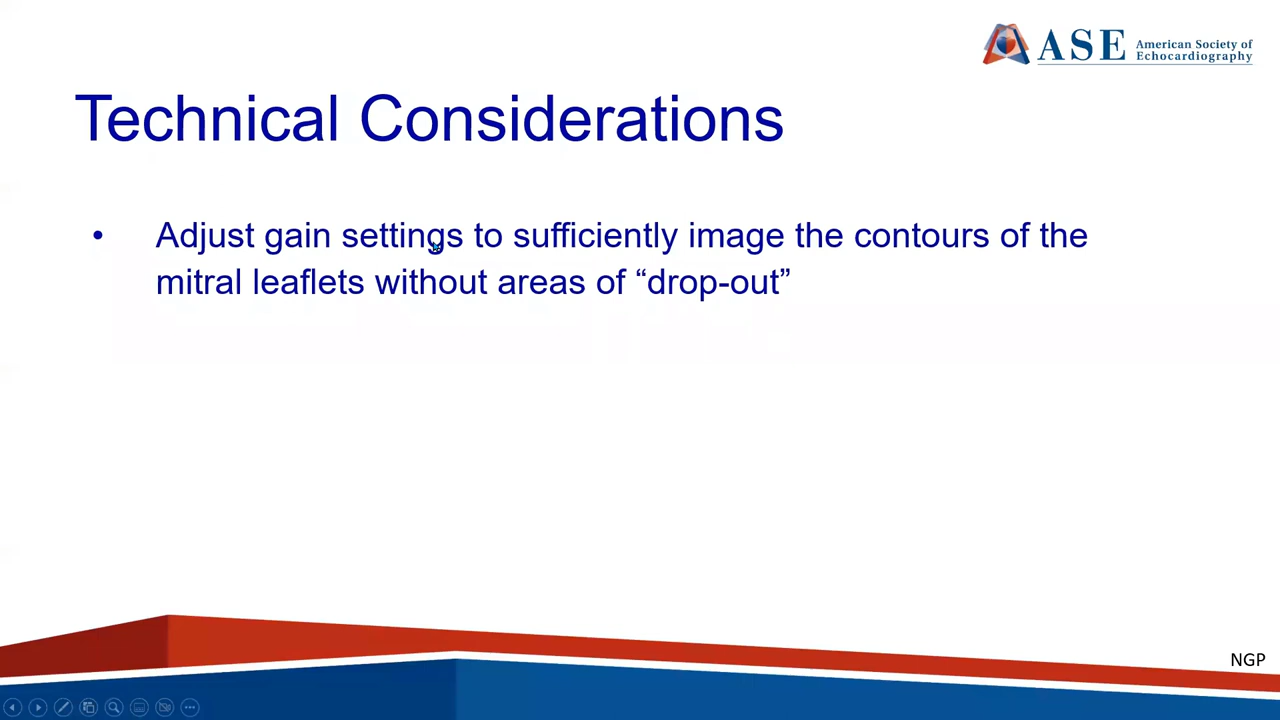 ASE American Society of
Echocardiography
Technical Considerations
• Adjust gain settings to sufficiently image the contours of the
mitral leaflets without areas of “drop-out”
NGP